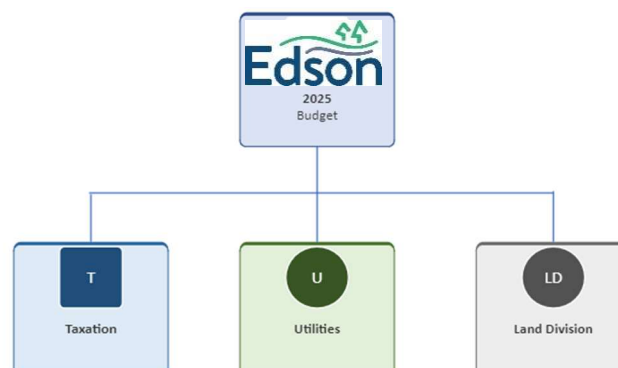 Edson
2025
Budget
T
U
LD
Taxation
Utilities
Land Division